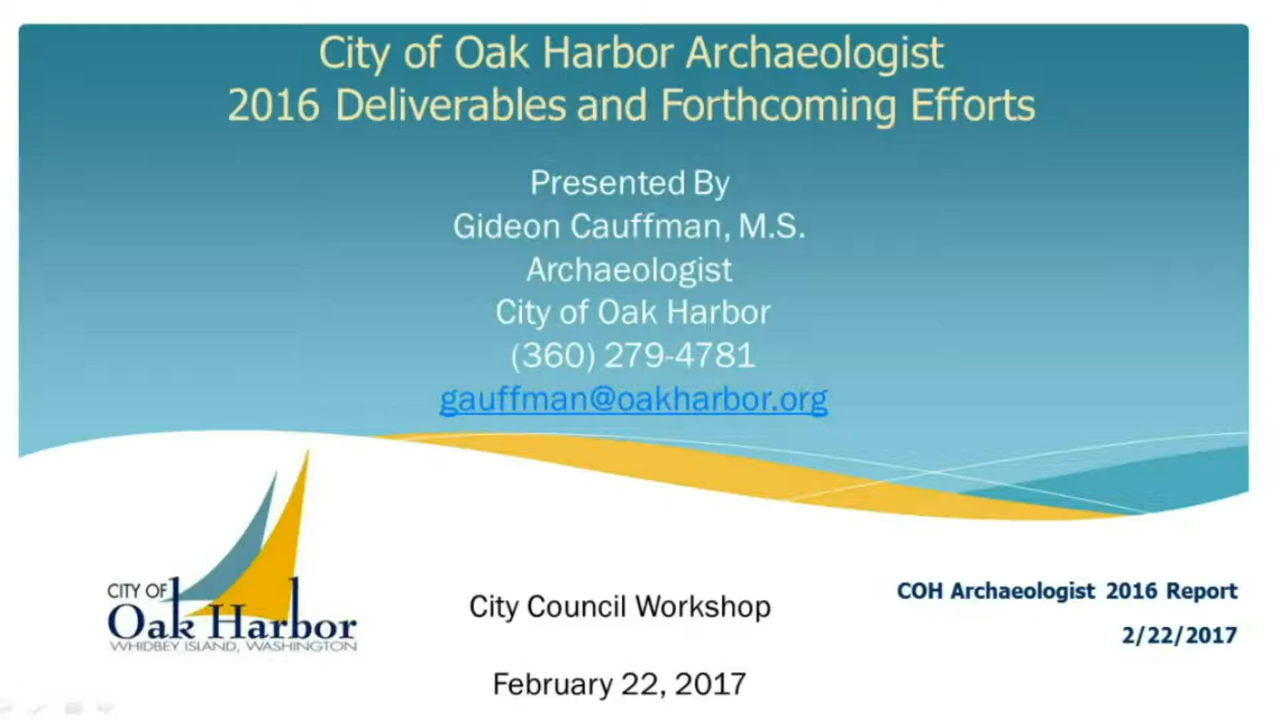 City of Oak Harbor Archaeologist
2016 Deliverables and Forthcoming Efforts
Presented By
Gideon Cauffman, M.S.
Archaeologist
City of Oak Harbor
(360) 279-4781
gauffman@oakharbor.org
CITY OF
Oak Harbor
WHIDBEY ISLAND, WASHINGTON
City Council Workshop
February 22, 2017
COH Archaeologist 2016 Report
2/22/2017